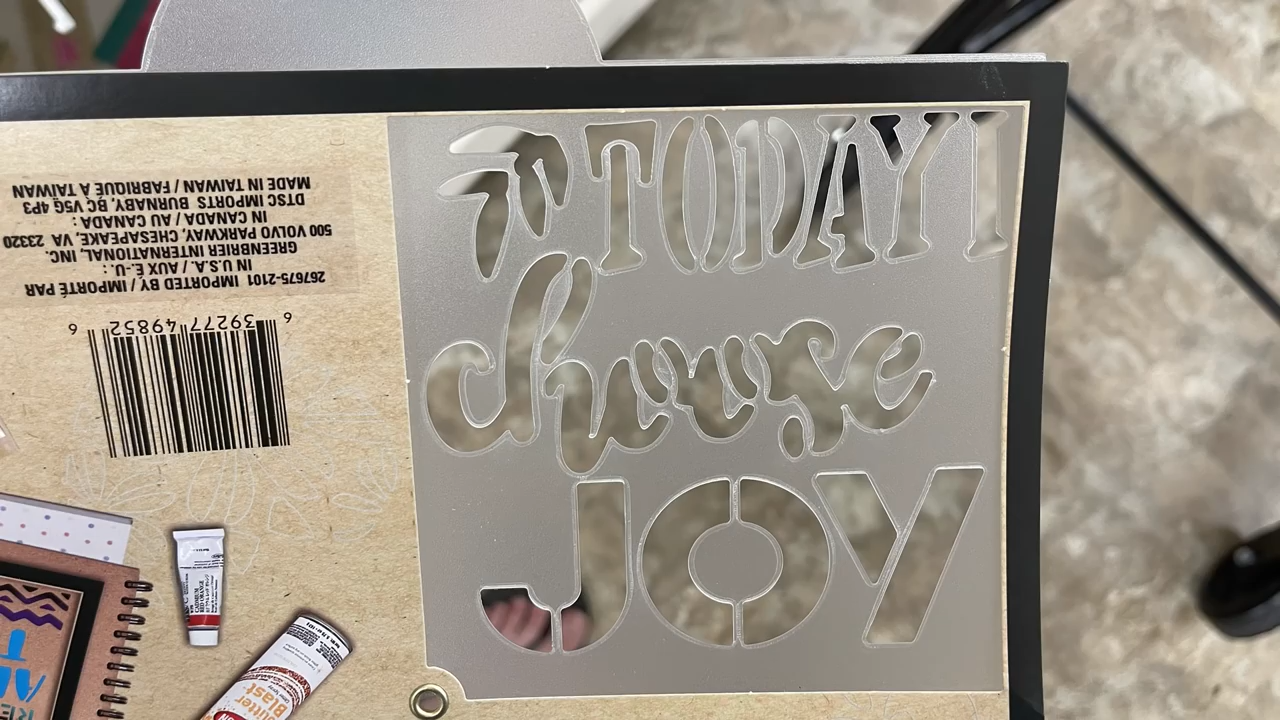 TODAY I
choose
JOY
267675-2101 IMPORTED BY / IMPORTÉ PAR
IN U.S.A. / AUX É.-U. :
GREENBRIER INTERNATIONAL, INC.
500 VOLVO PARKWAY, CHESAPEAKE, VA 23320
IN CANADA / AU CANADA :
DTSC IMPORTS BURNABY, BC V5G 4P3
MADE IN TAIWAN / FABRIQUÉ À TAIWAN
6 39277 49852 6
Blast